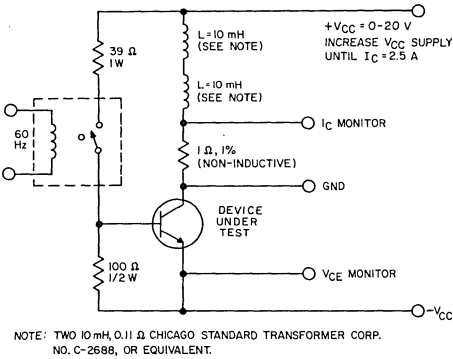 +VCC = 0-20 V
INCREASE VCC SUPPLY
UNTIL IC = 2.5 A
39 Ω
1W
L = 10 mH
(SEE NOTE)
L = 10 mH
(SEE NOTE)
60
Hz
IC MONITOR
1 Ω, 1%
(NON-INDUCTIVE)
GND
DEVICE
UNDER
TEST
100 Ω
1/2 W
VCE MONITOR
-VCC
NOTE: TWO 10 mH, 0.11 Ω CHICAGO STANDARD TRANSFORMER CORP.
NO. C-2688, OR EQUIVALENT.